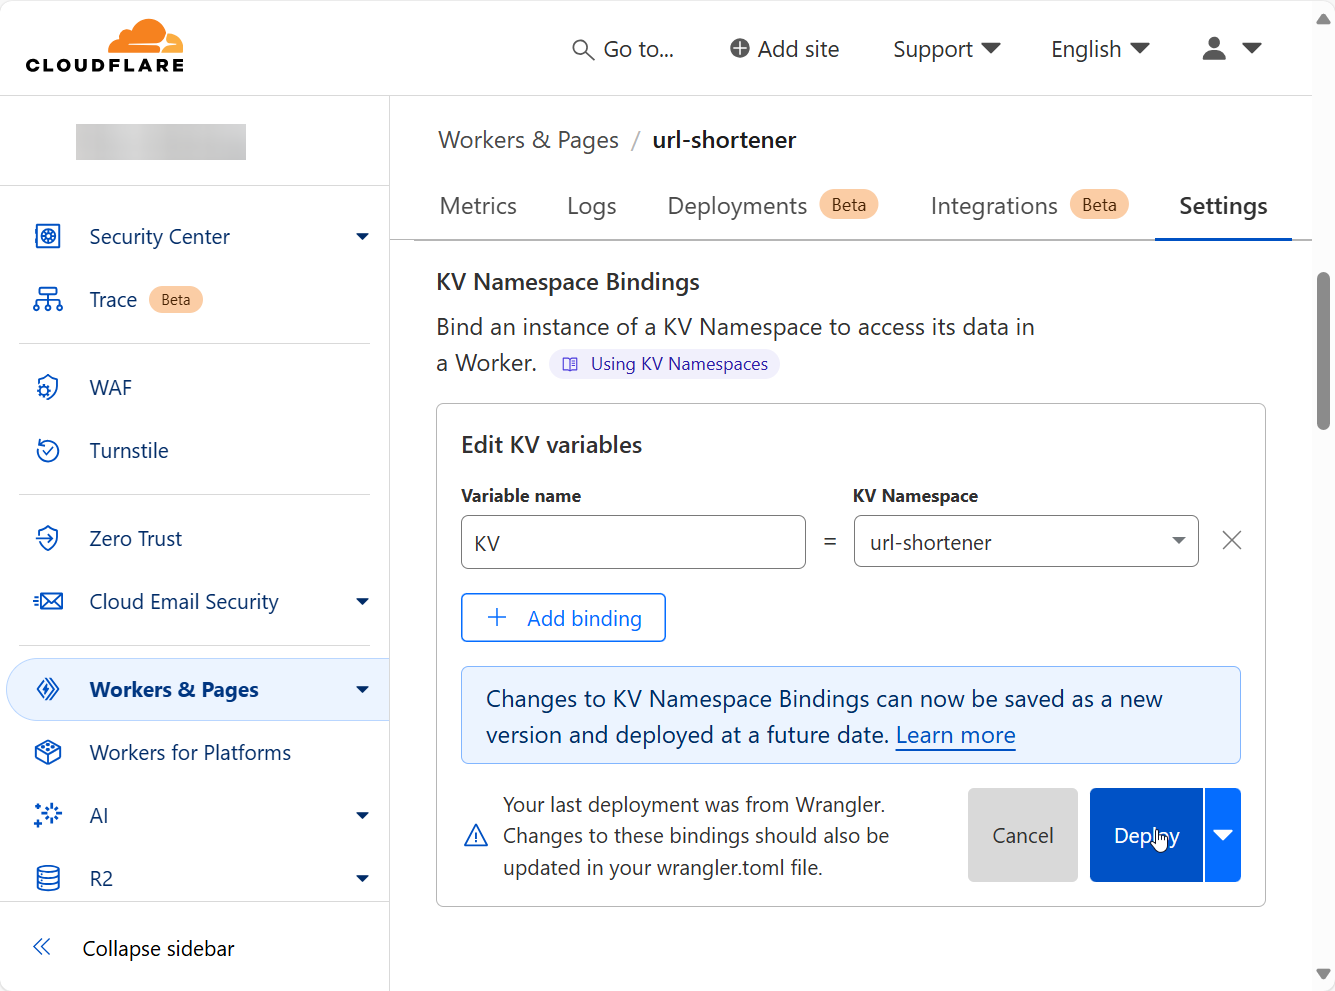 CLOUDFLARE
Go to...
Add site
Support
English
Security Center
Trace Beta
WAF
Turnstile
Zero Trust
Cloud Email Security
Workers & Pages
Workers for Platforms
AI
R2
Collapse sidebar
Workers & Pages / url-shortener
Metrics
Logs
Deployments Beta
Integrations Beta
Settings
KV Namespace Bindings
Bind an instance of a KV Namespace to access its data in
a Worker. Using KV Namespaces
Edit KV variables
Variable name
KV Namespace
KV = url-shortener
Add binding
Changes to KV Namespace Bindings can now be saved as a new
version and deployed at a future date. Learn more
Your last deployment was from Wrangler.
Changes to these bindings should also be
updated in your wrangler.toml file.
Cancel
Deploy